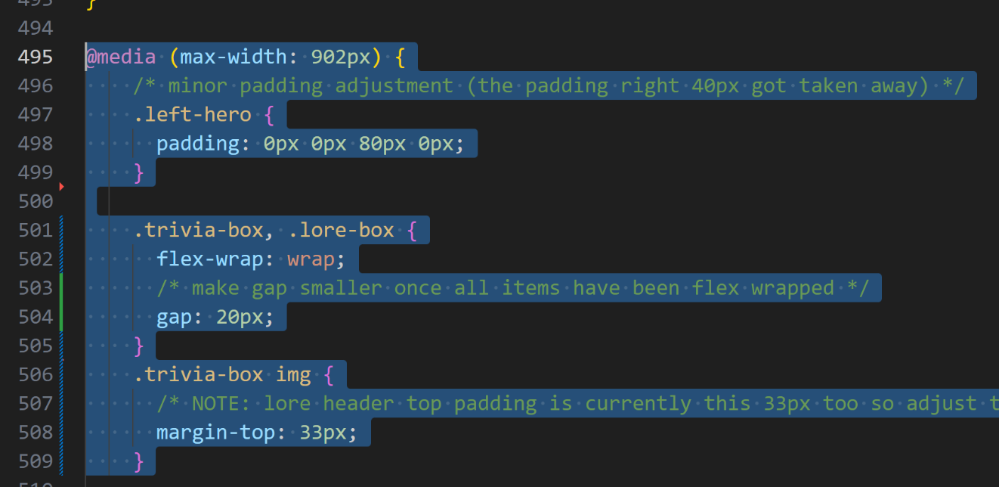 493 }
494
495 @media (max-width: 902px) {
496 /* minor padding adjustment (the padding right 40px got taken away) */
497 .left-hero {
498 padding: 0px 0px 80px 0px;
499 }
500
501 .trivia-box, .lore-box {
502 flex-wrap: wrap;
503 /* make gap smaller once all items have been flex wrapped */
504 gap: 20px;
505 }
506 .trivia-box img {
507 /* NOTE: lore header top padding is currently this 33px too so adjust
508 margin-top: 33px;
509 }
510